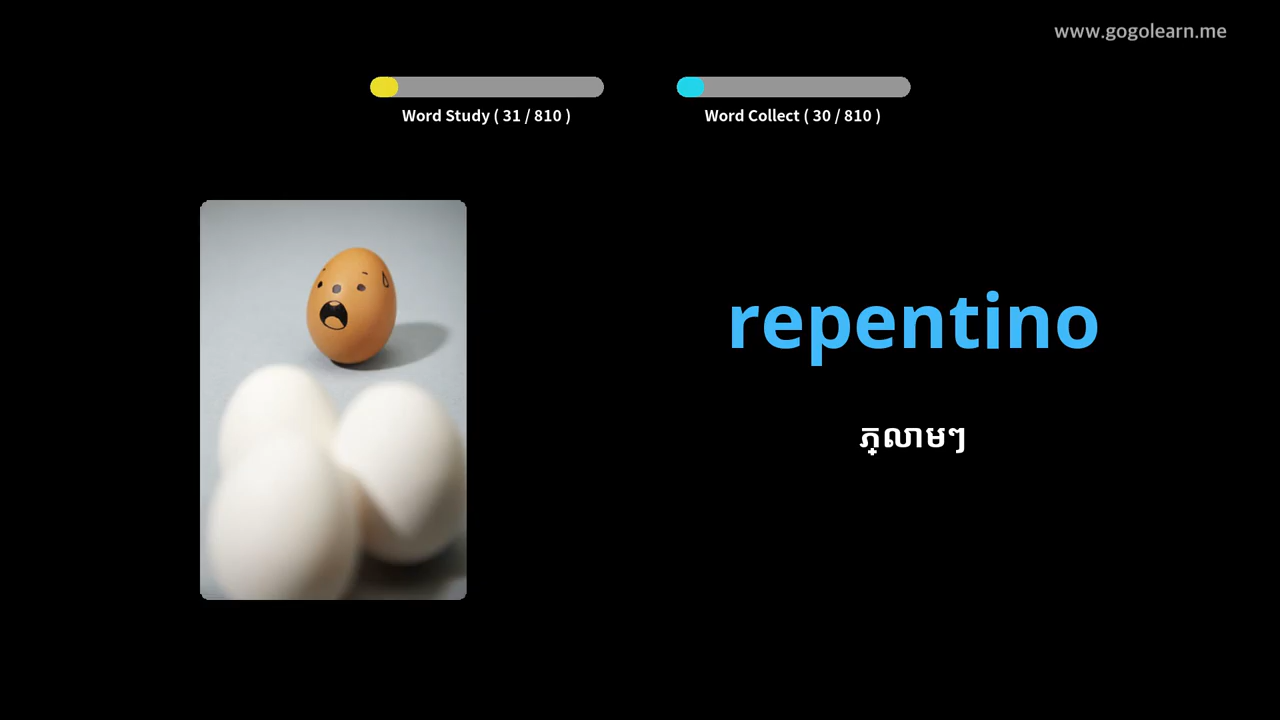 www.gogolearn.me
Word Study ( 31 / 810 )
Word Collect ( 30 / 810 )
repentino
ភ្លាមៗ